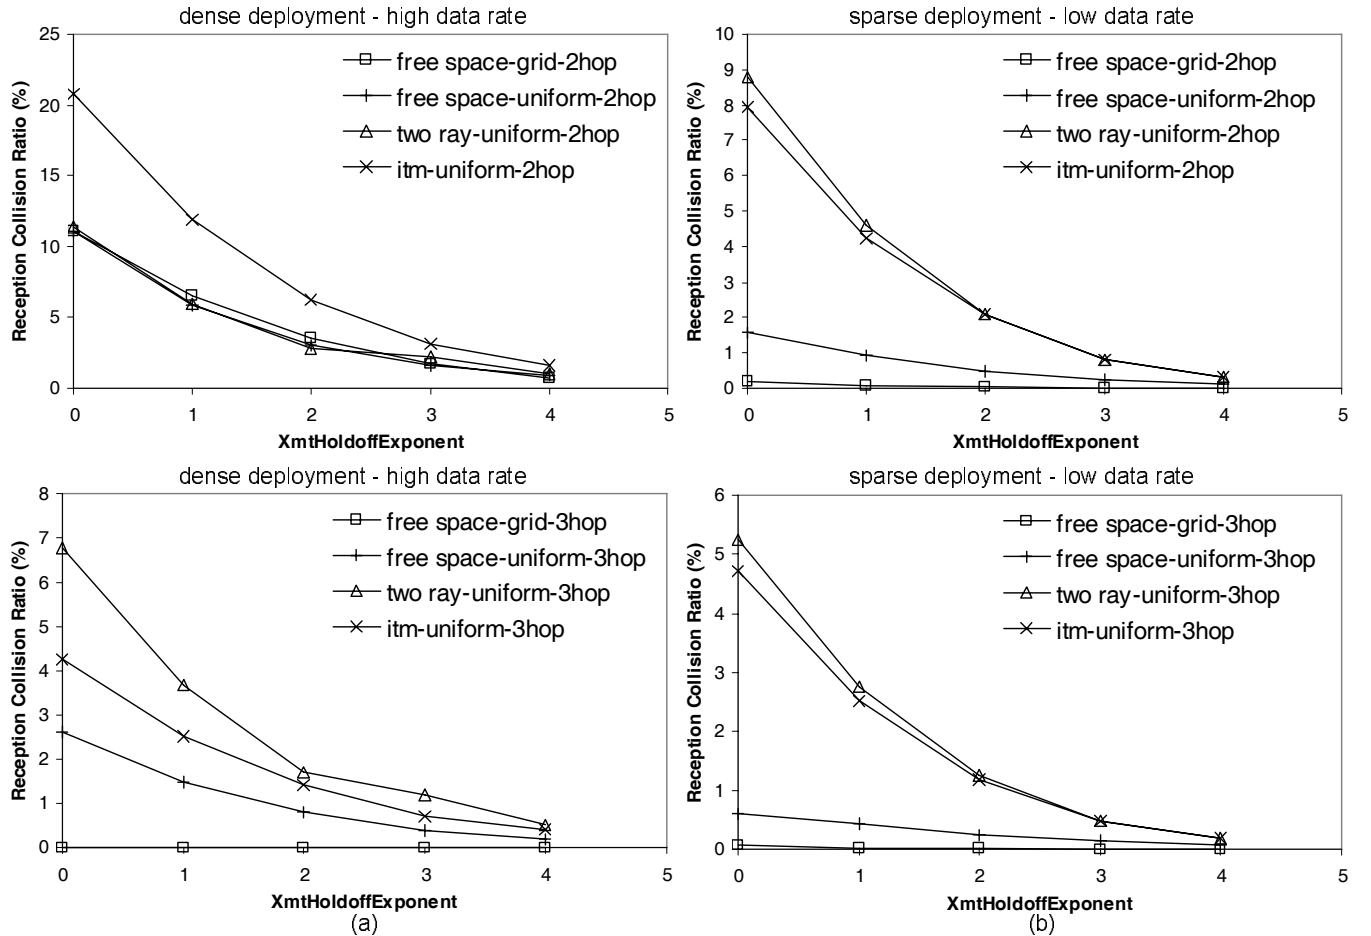 dense deployment - high data rate
25
20
15
10
5
0
0 1 2 3 4 5
Reception Collision Ratio (%)
XmtHoldoffExponent
free space-grid-2hop
free space-uniform-2hop
two ray-uniform-2hop
itm-uniform-2hop
sparse deployment - low data rate
10
9
8
7
6
5
4
3
2
1
0
0 1 2 3 4 5
Reception Collision Ratio (%)
XmtHoldoffExponent
free space-grid-2hop
free space-uniform-2hop
two ray-uniform-2hop
itm-uniform-2hop
dense deployment - high data rate
8
7
6
5
4
3
2
1
0
0 1 2 3 4 5
Reception Collision Ratio (%)
XmtHoldoffExponent
free space-grid-3hop
free space-uniform-3hop
two ray-uniform-3hop
itm-uniform-3hop
(a)
sparse deployment - low data rate
6
5
4
3
2
1
0
0 1 2 3 4 5
Reception Collision Ratio (%)
XmtHoldoffExponent
free space-grid-3hop
free space-uniform-3hop
two ray-uniform-3hop
itm-uniform-3hop
(b)